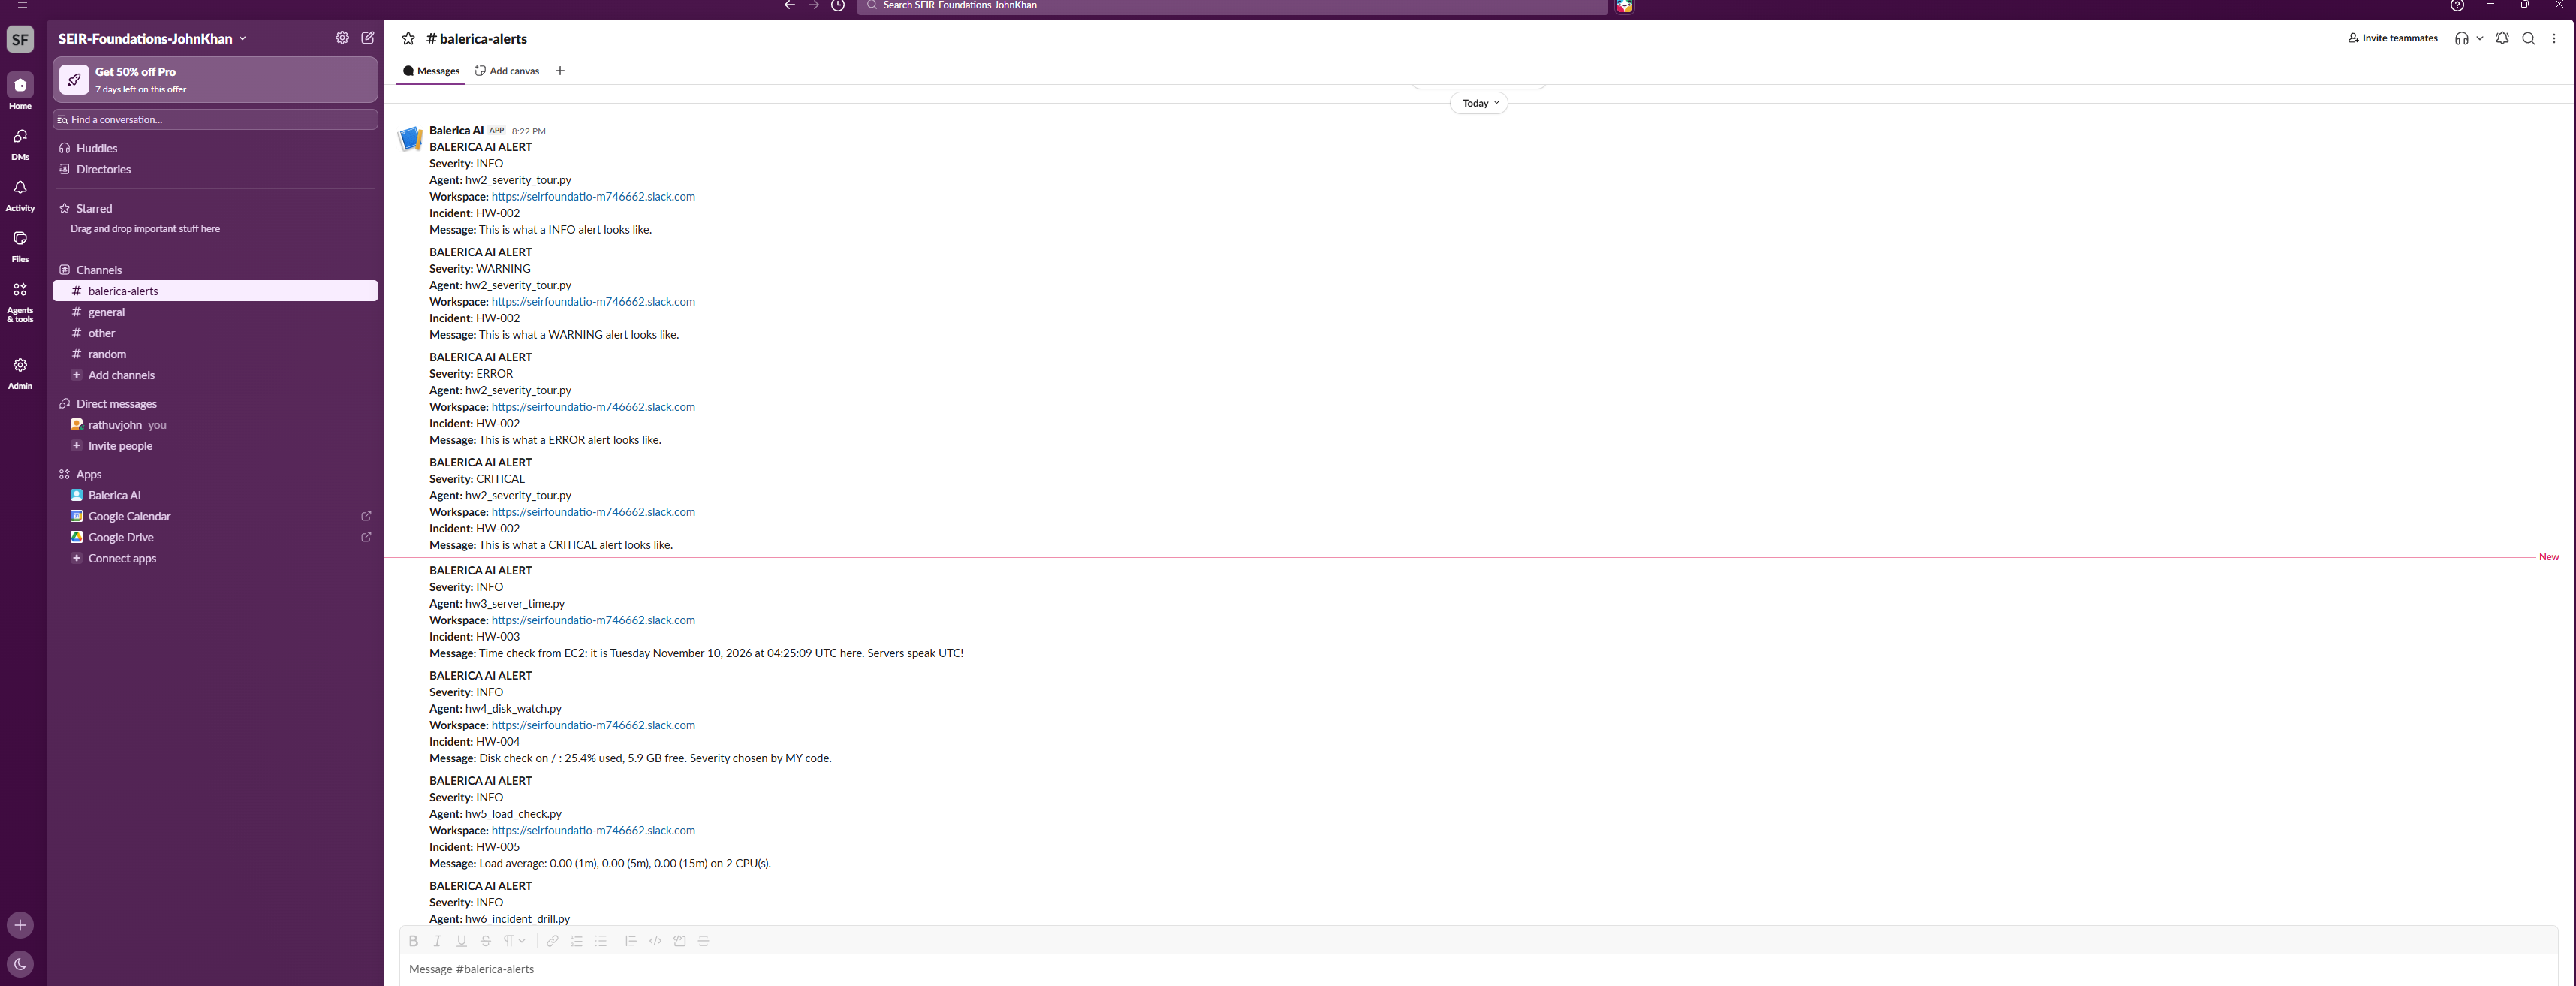 Search SEIR-Foundations-JohnKhan
SF
Home
DMs
Activity
Files
Agents
& tools
Admin
SEIR-Foundations-JohnKhan
Get 50% off Pro
7 days left on this offer
Find a conversation...
Huddles
Directories
Starred
Drag and drop important stuff here
Channels
# balerica-alerts
# general
# other
# random
+ Add channels
Direct messages
rathuvjohn you
+ Invite people
Apps
Balerica AI
Google Calendar
Google Drive
+ Connect apps
# balerica-alerts
Invite teammates
Messages
Add canvas
Today
Balerica AI APP 8:22 PM
BALERICA AI ALERT
Severity: INFO
Agent: hw2_severity_tour.py
Workspace: https://seirfoundatio-m746662.slack.com
Incident: HW-002
Message: This is what a INFO alert looks like.
BALERICA AI ALERT
Severity: WARNING
Agent: hw2_severity_tour.py
Workspace: https://seirfoundatio-m746662.slack.com
Incident: HW-002
Message: This is what a WARNING alert looks like.
BALERICA AI ALERT
Severity: ERROR
Agent: hw2_severity_tour.py
Workspace: https://seirfoundatio-m746662.slack.com
Incident: HW-002
Message: This is what a ERROR alert looks like.
BALERICA AI ALERT
Severity: CRITICAL
Agent: hw2_severity_tour.py
Workspace: https://seirfoundatio-m746662.slack.com
Incident: HW-002
Message: This is what a CRITICAL alert looks like.
New
BALERICA AI ALERT
Severity: INFO
Agent: hw3_server_time.py
Workspace: https://seirfoundatio-m746662.slack.com
Incident: HW-003
Message: Time check from EC2: it is Tuesday November 10, 2026 at 04:25:09 UTC here. Servers speak UTC!
BALERICA AI ALERT
Severity: INFO
Agent: hw4_disk_watch.py
Workspace: https://seirfoundatio-m746662.slack.com
Incident: HW-004
Message: Disk check on / : 25.4% used, 5.9 GB free. Severity chosen by MY code.
BALERICA AI ALERT
Severity: INFO
Agent: hw5_load_check.py
Workspace: https://seirfoundatio-m746662.slack.com
Incident: HW-005
Message: Load average: 0.00 (1m), 0.00 (5m), 0.00 (15m) on 2 CPU(s).
BALERICA AI ALERT
Severity: INFO
Agent: hw6_incident_drill.py
Message #balerica-alerts